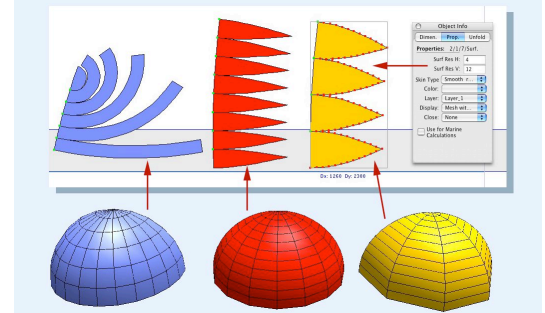 Object Info
Dimen. Prop. Unfold
Properties: 2/1/7/Surf.
Surf Res H: 4
Surf Res V: 12
Skin Type Smooth r...
Color:
Layer: Layer_1
Display: Mesh wit...
Close: None
Use for Marine
Calculations
Dx: 1260 Dy: 2300